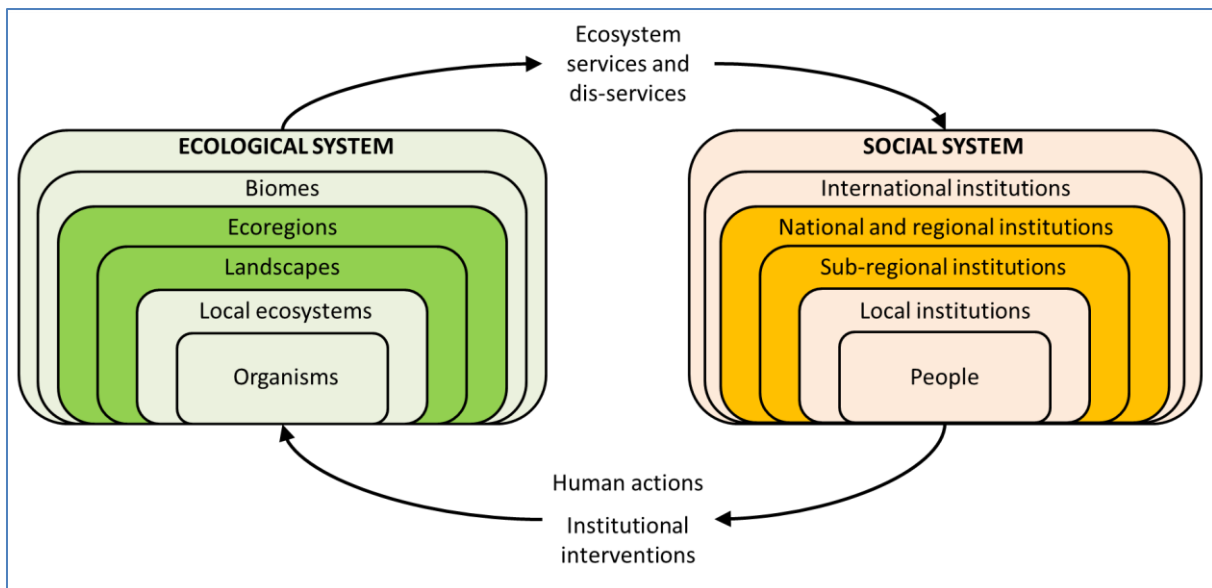 Ecosystem
services and
dis-services
ECOLOGICAL SYSTEM
Biomes
Ecoregions
Landscapes
Local ecosystems
Organisms
SOCIAL SYSTEM
International institutions
National and regional institutions
Sub-regional institutions
Local institutions
People
Human actions
Institutional
interventions